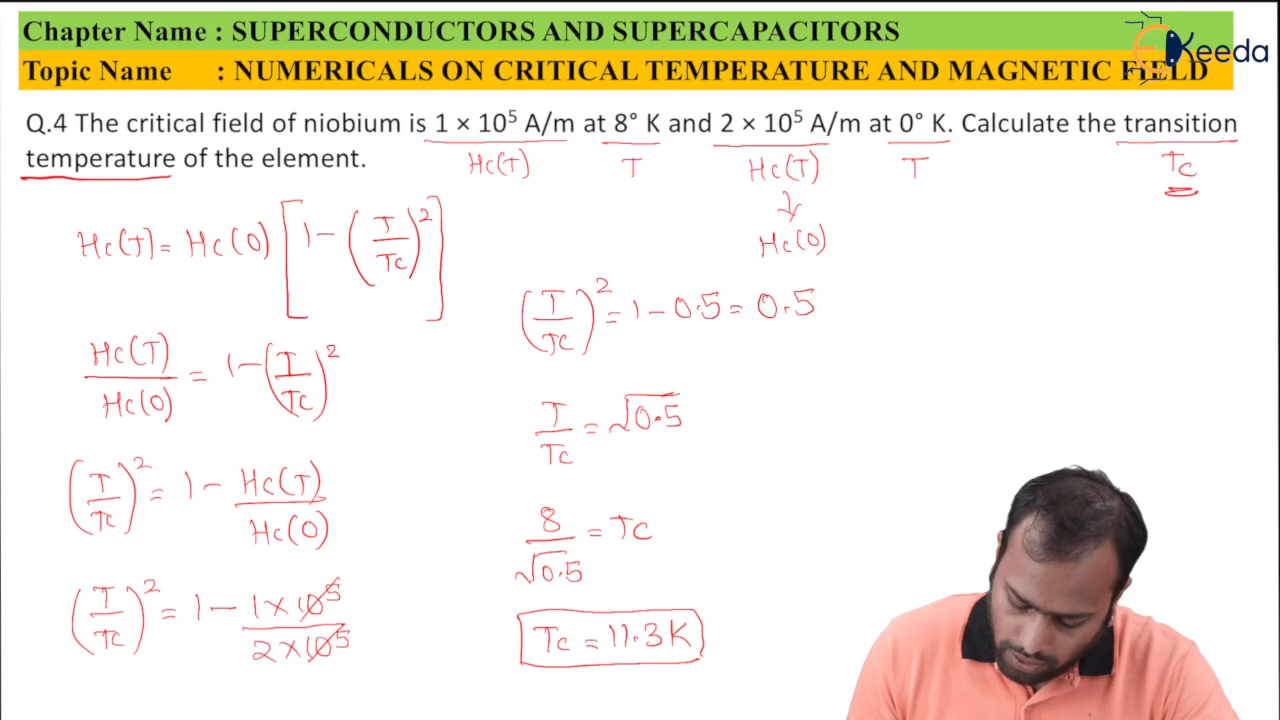 Chapter Name : SUPERCONDUCTORS AND SUPERCAPACITORS
Topic Name : NUMERICALS ON CRITICAL TEMPERATURE AND MAGNETIC FIELD
Keeda
Q.4 The critical field of niobium is 1 × 10⁵ A/m at 8° K and 2 × 10⁵ A/m at 0° K. Calculate the transition
temperature of the element.
Hc(T) T Hc(T) T Tc
Hc(0)
Hc(T) = Hc(0) [1 - (T/Tc)²]
Hc(T)/Hc(0) = 1 - (T/Tc)²
(T/Tc)² = 1 - Hc(T)/Hc(0)
(T/Tc)² = 1 - 1×10⁵/2×10⁵
(T/Tc)² = 1 - 0.5 = 0.5
T/Tc = √0.5
8/√0.5 = Tc
Tc = 11.3K